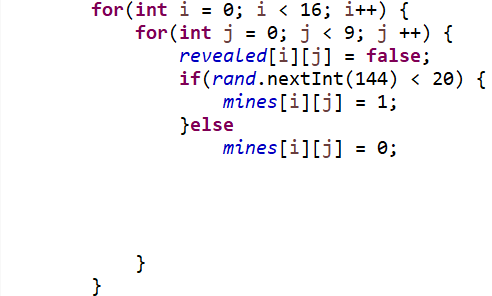 for(int i = 0; i < 16; i++) {
for(int j = 0; j < 9; j ++) {
revealed[i][j] = false;
if(rand.nextInt(144) < 20) {
mines[i][j] = 1;
}else
mines[i][j] = 0;
}
}